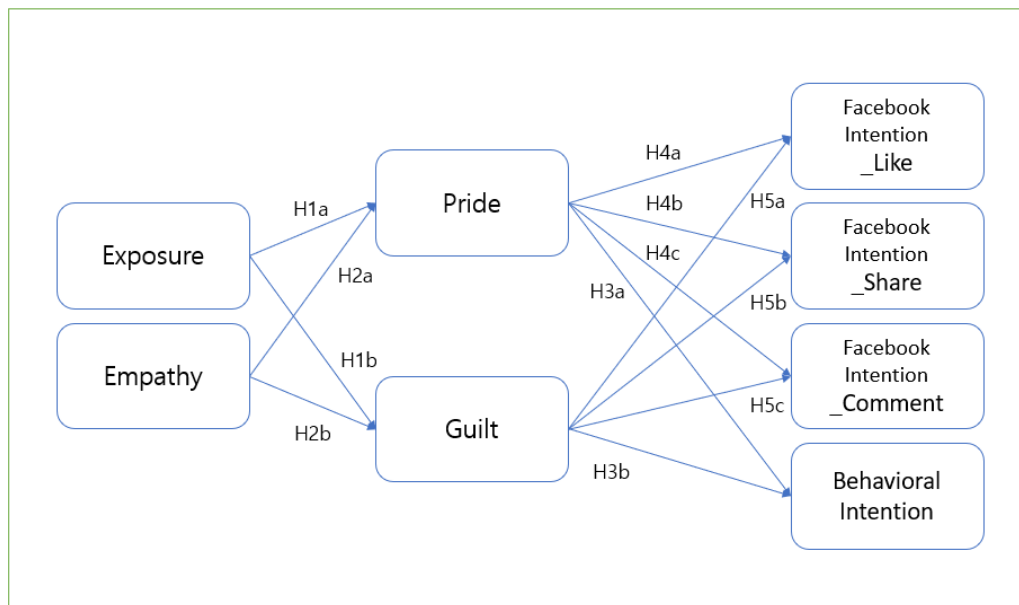 Exposure
Empathy
H1a
H2a
H1b
H2b
Pride
Guilt
H4a
H4b
H4c
H3a
H5a
H5b
H5c
H3b
Facebook
Intention
_Like
Facebook
Intention
_Share
Facebook
Intention
_Comment
Behavioral
Intention